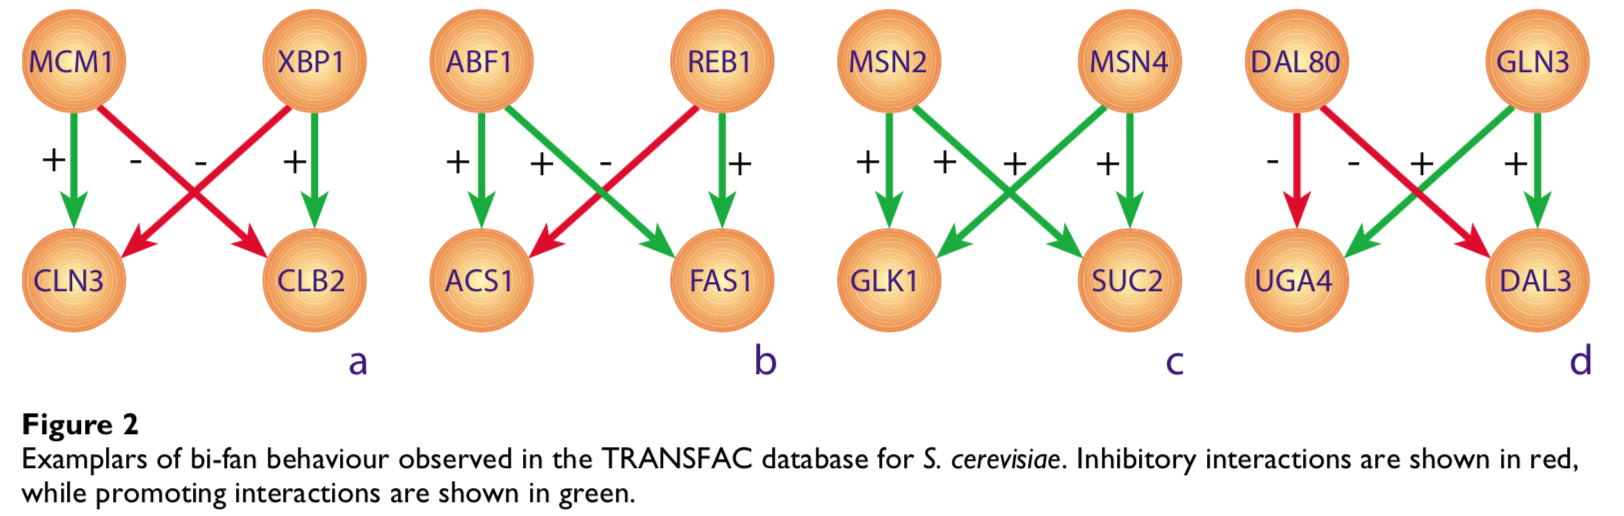 MCM1 XBP1 ABF1 REB1 MSN2 MSN4 DAL80 GLN3
+ - - + + + - + + + + + - - + +
CLN3 CLB2 ACS1 FAS1 GLK1 SUC2 UGA4 DAL3
a b c d
Figure 2
Examplars of bi-fan behaviour observed in the TRANSFAC database for S. cerevisiae. Inhibitory interactions are shown in red,
while promoting interactions are shown in green.